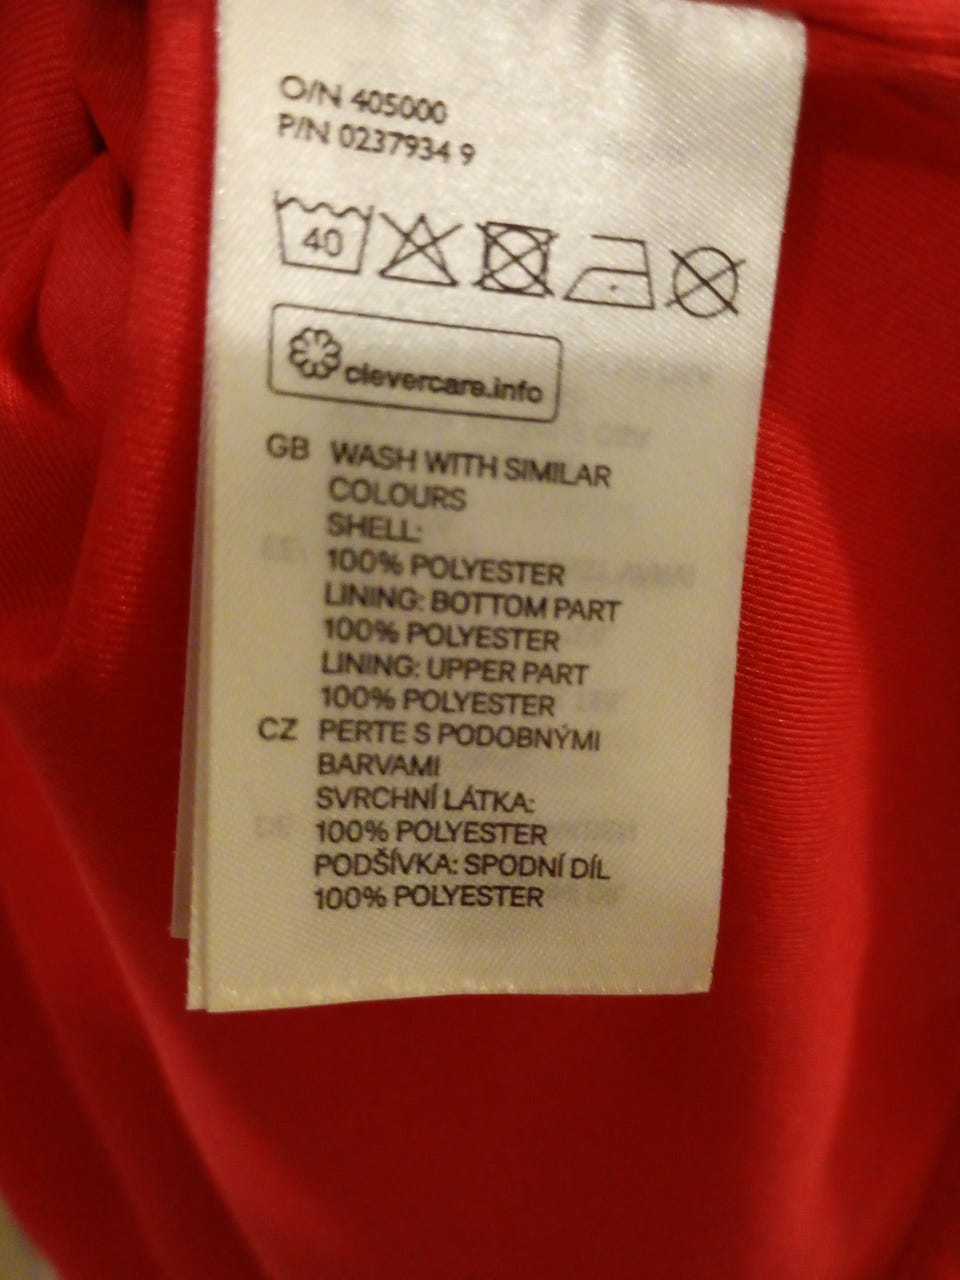 O/N 405000
P/N 0237934 9
40
clevercare.info
GB WASH WITH SIMILAR
COLOURS
SHELL:
100% POLYESTER
LINING: BOTTOM PART
100% POLYESTER
LINING: UPPER PART
100% POLYESTER
CZ PERTE S PODOBNÝMI
BARVAMI
SVRCHNÍ LÁTKA:
100% POLYESTER
PODŠÍVKA: SPODNÍ DÍL
100% POLYESTER